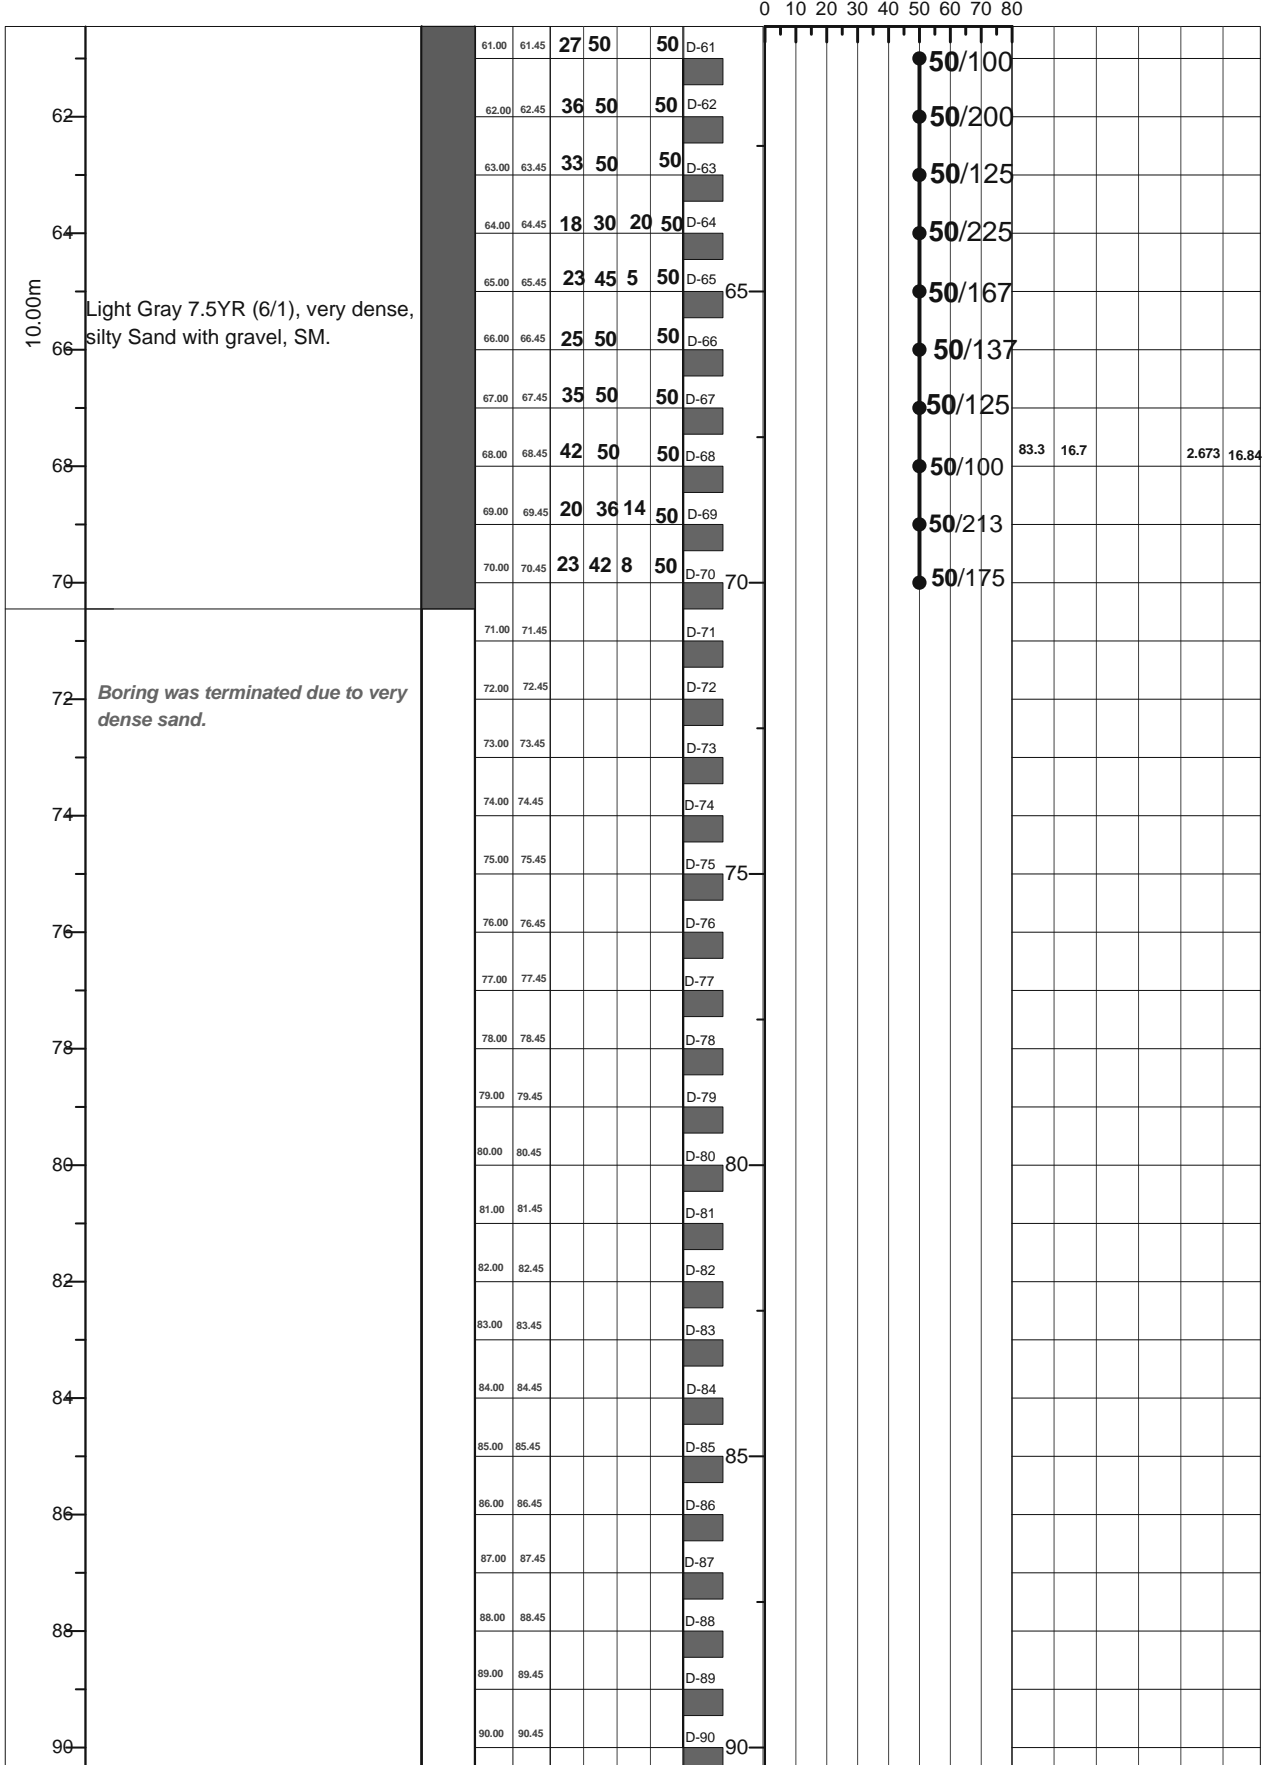 0 10 20 30 40 50 60 70 80
61.00 61.45 27 50 50 D-61 50/100
62 62.00 62.45 36 50 50 D-62 50/200
63.00 63.45 33 50 50 D-63 50/125
64 64.00 64.45 18 30 20 50 D-64 50/225
65.00 65.45 23 45 5 50 D-65 65 50/167
10.00m
Light Gray 7.5YR (6/1), very dense,
silty Sand with gravel, SM.
66 66.00 66.45 25 50 50 D-66 50/137
67.00 67.45 35 50 50 D-67 50/125
68 68.00 68.45 42 50 50 D-68 50/100 83.3 16.7 2.673 16.84
69.00 69.45 20 36 14 50 D-69 50/213
70 70.00 70.45 23 42 8 50 D-70 70 50/175
71.00 71.45 D-71
72 72.00 72.45 D-72
Boring was terminated due to very
dense sand.
73.00 73.45 D-73
74 74.00 74.45 D-74
75.00 75.45 D-75 75
76 76.00 76.45 D-76
77.00 77.45 D-77
78 78.00 78.45 D-78
79.00 79.45 D-79
80 80.00 80.45 D-80 80
81.00 81.45 D-81
82 82.00 82.45 D-82
83.00 83.45 D-83
84 84.00 84.45 D-84
85.00 85.45 D-85 85
86 86.00 86.45 D-86
87.00 87.45 D-87
88 88.00 88.45 D-88
89.00 89.45 D-89
90 90.00 90.45 D-90 90